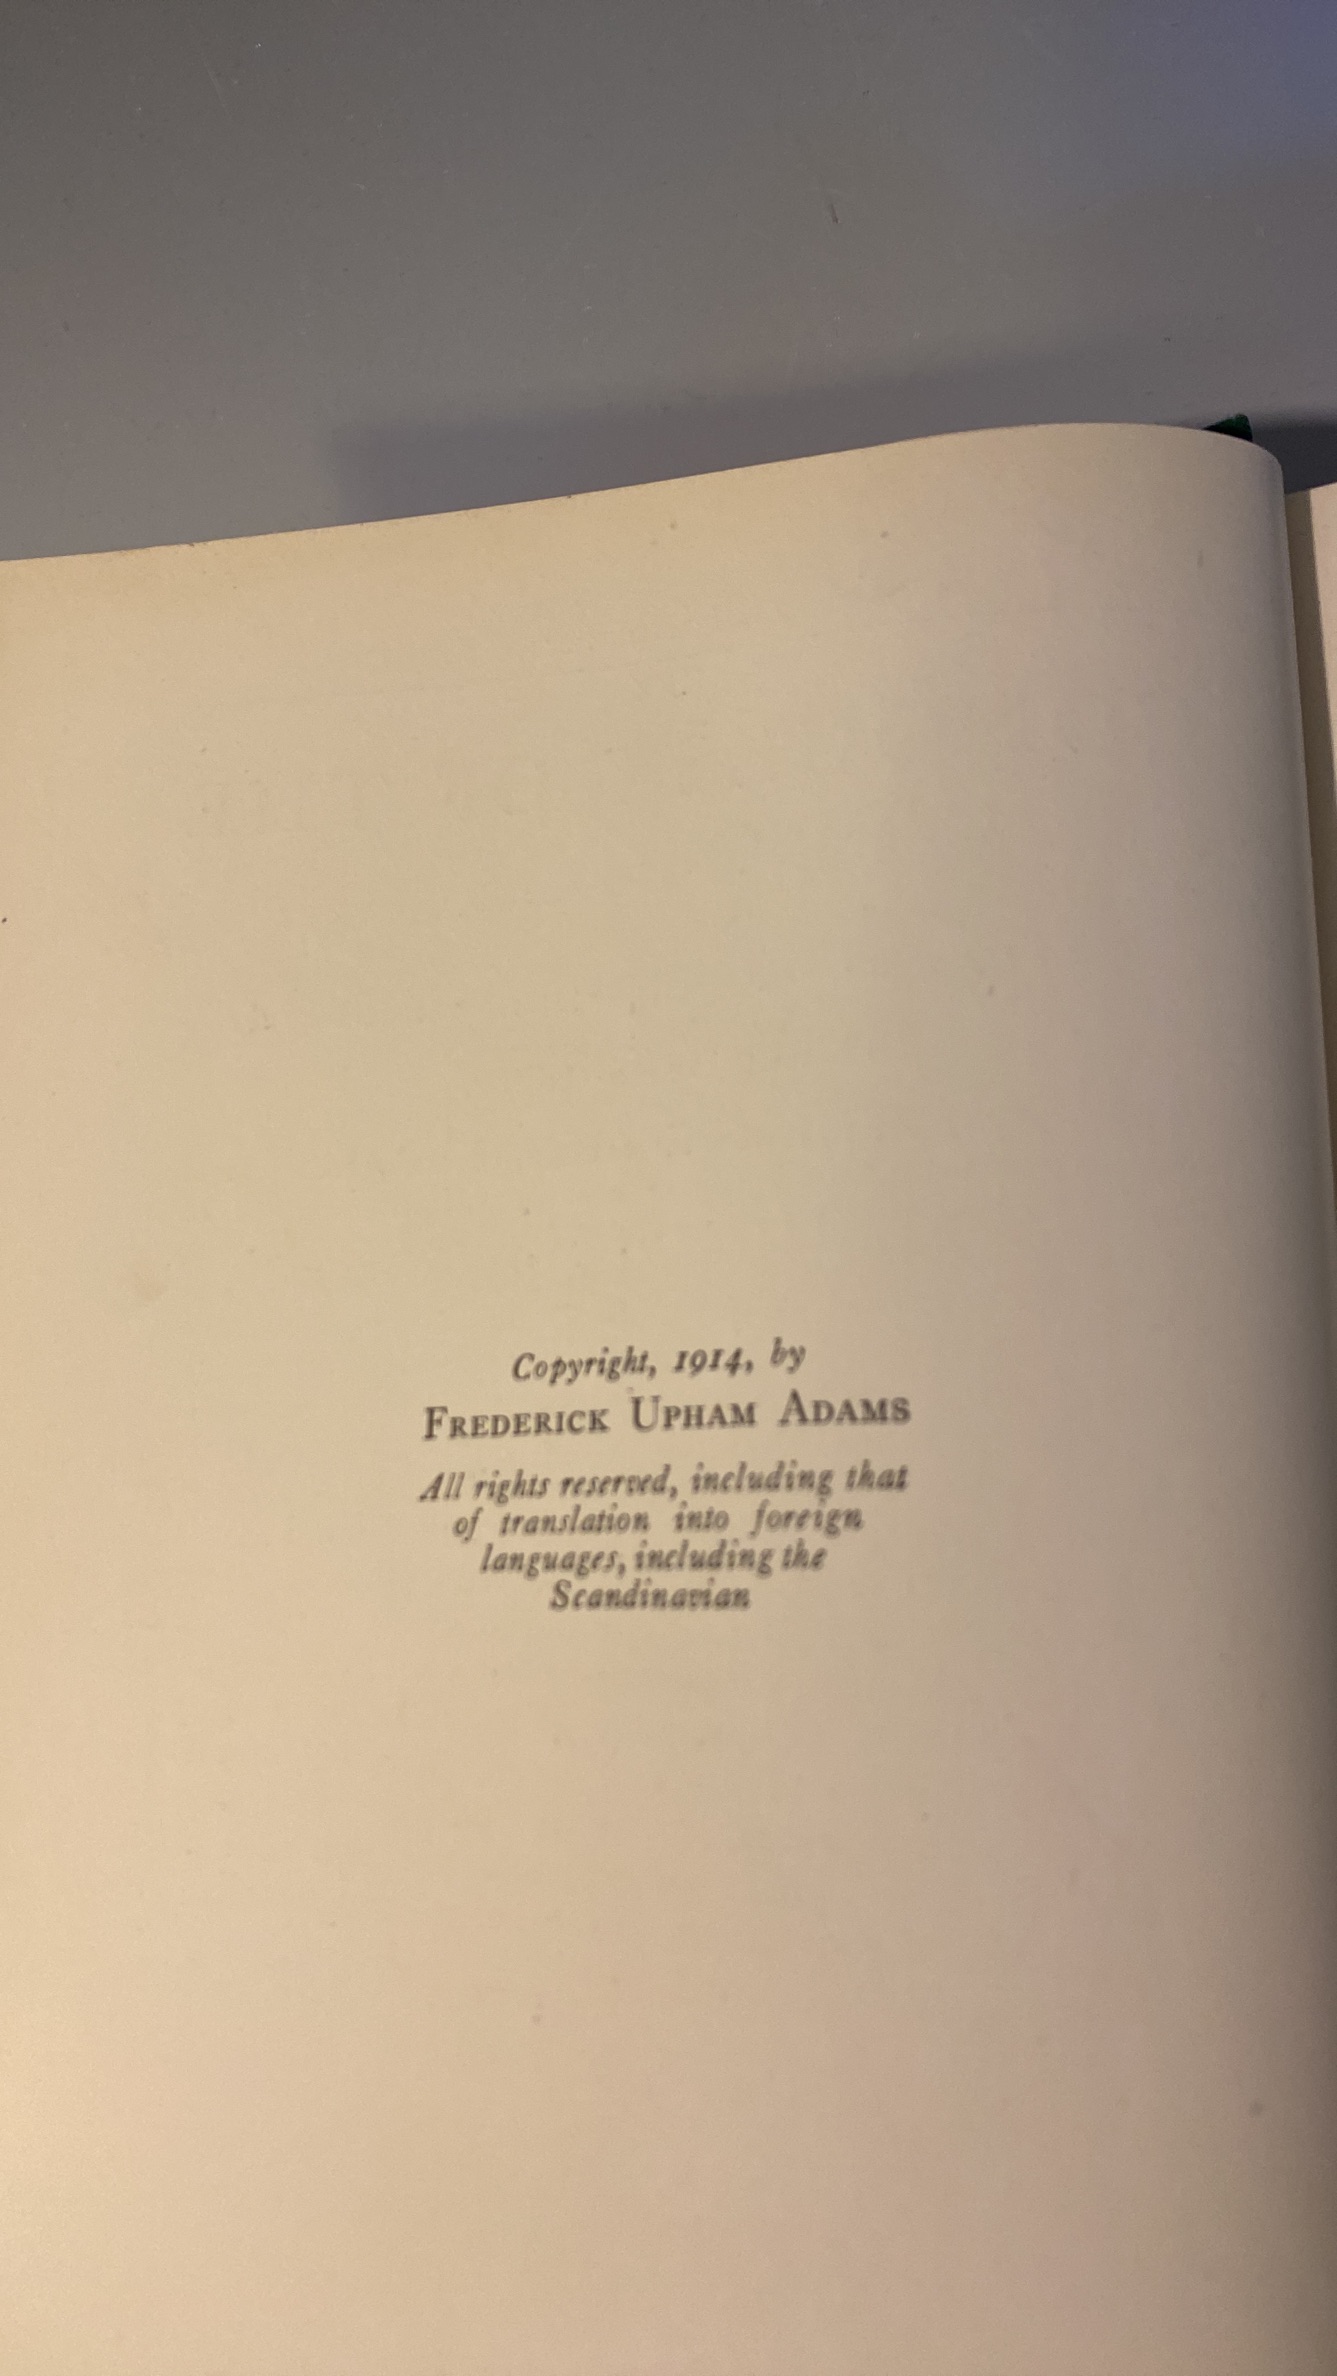 Copyright, 1914, by
FREDERICK UPHAM ADAMS
All rights reserved, including that
of translation into foreign
languages, including the
Scandinavian